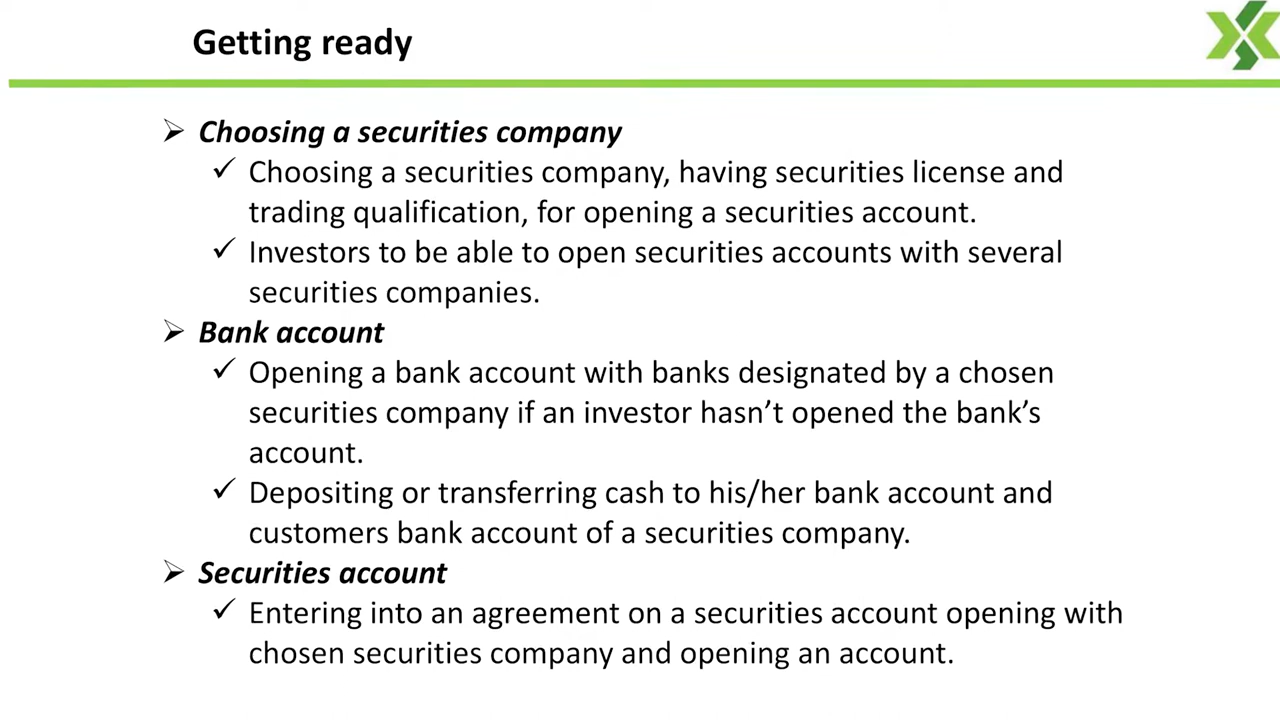 Getting ready
➢ Choosing a securities company
✓ Choosing a securities company, having securities license and
trading qualification, for opening a securities account.
✓ Investors to be able to open securities accounts with several
securities companies.
➢ Bank account
✓ Opening a bank account with banks designated by a chosen
securities company if an investor hasn’t opened the bank’s
account.
✓ Depositing or transferring cash to his/her bank account and
customers bank account of a securities company.
➢ Securities account
✓ Entering into an agreement on a securities account opening with
chosen securities company and opening an account.